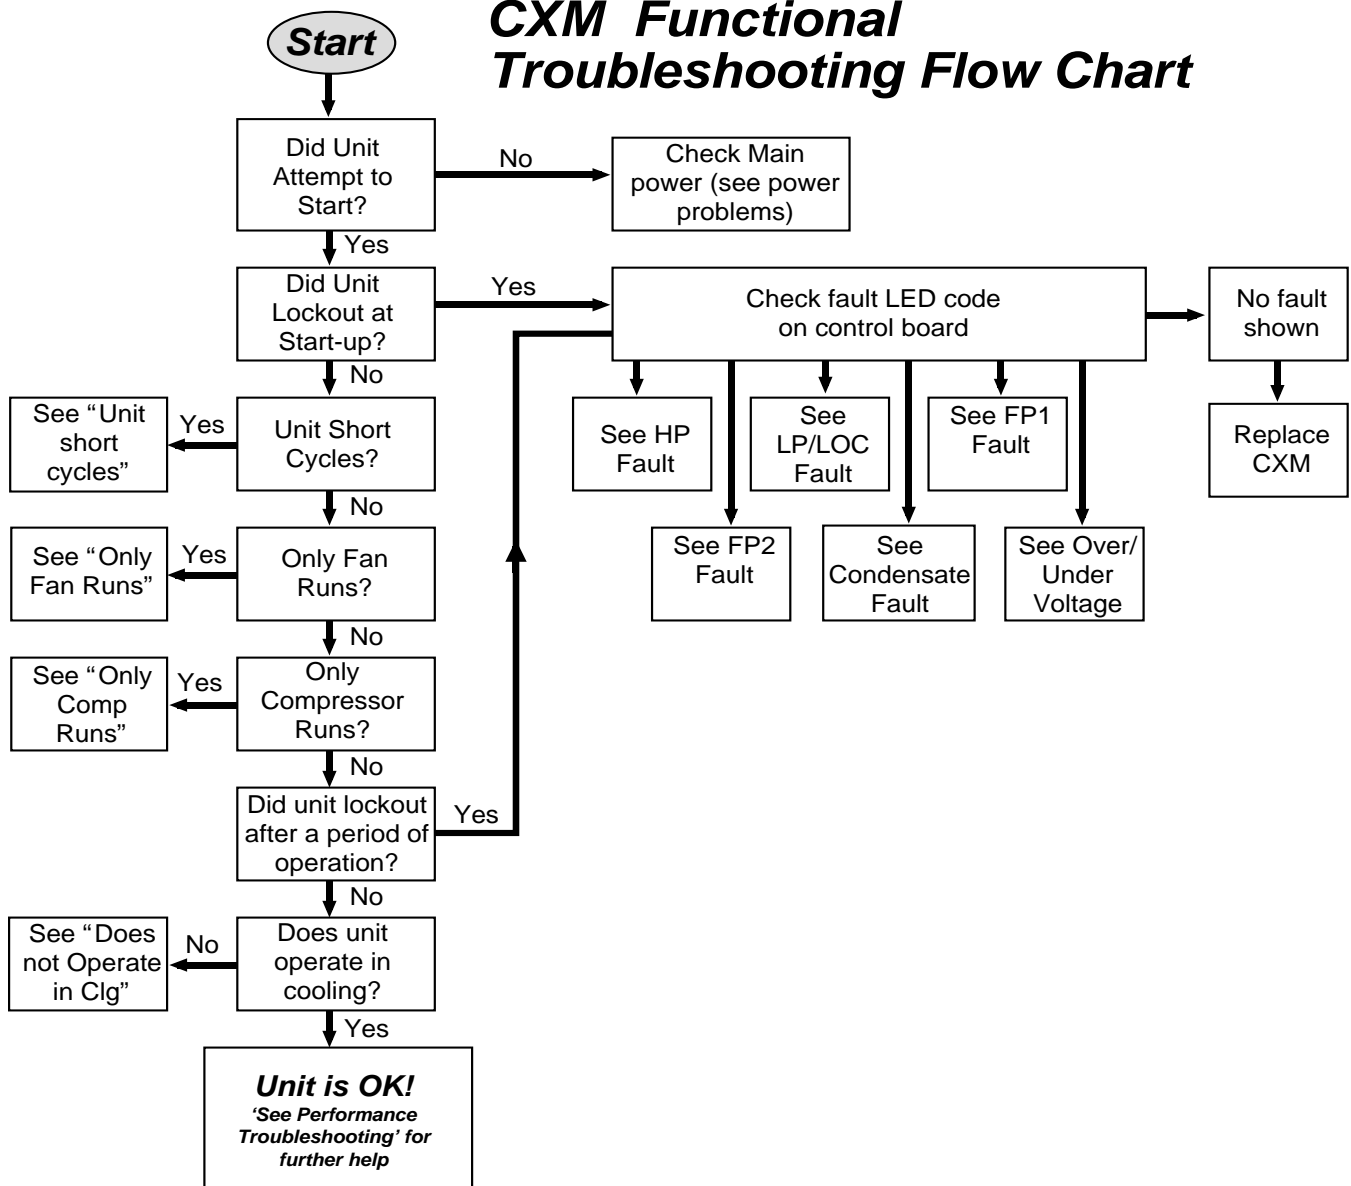 CXM Functional
Troubleshooting Flow Chart
Start
Did Unit
Attempt to
Start?
No
Check Main
power (see power
problems)
Yes
Did Unit
Lockout at
Start-up?
Yes
Check fault LED code
on control board
No fault
shown
No
See “Unit
short
cycles”
Yes
Unit Short
Cycles?
See HP
Fault
See
LP/LOC
Fault
See FP1
Fault
Replace
CXM
No
See “Only
Fan Runs”
Yes
Only Fan
Runs?
See FP2
Fault
See
Condensate
Fault
See Over/
Under
Voltage
No
See “Only
Comp
Runs”
Yes
Only
Compressor
Runs?
No
Did unit lockout
after a period of
operation?
Yes
No
See “Does
not Operate
in Clg”
No
Does unit
operate in
cooling?
Yes
Unit is OK!
‘See Performance
Troubleshooting’ for
further help